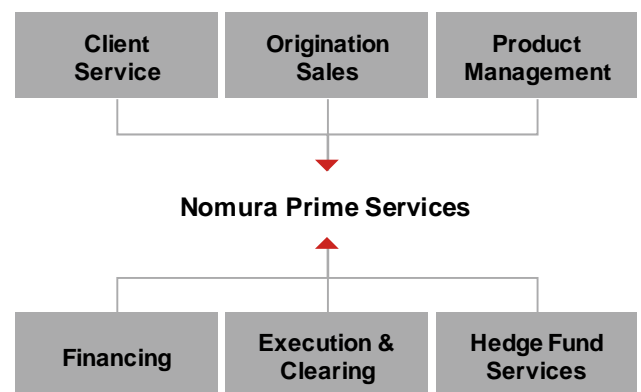 Client
Service
Origination
Sales
Product
Management
Nomura Prime Services
Financing
Execution &
Clearing
Hedge Fund
Services